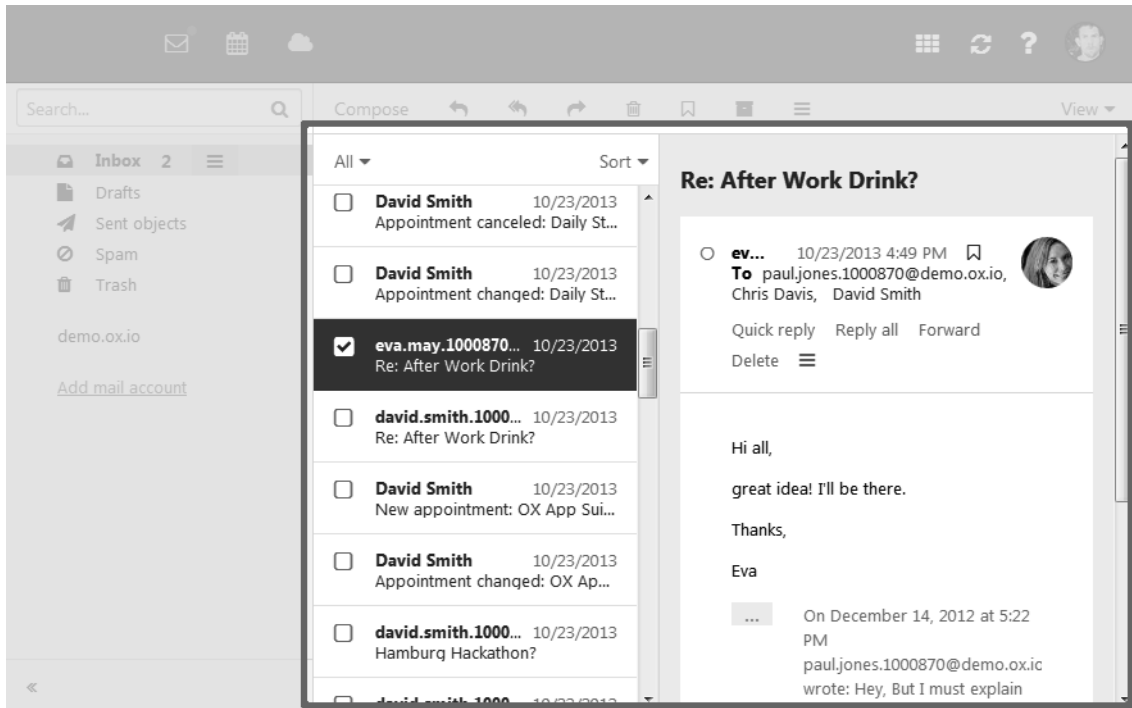 Search...
Compose
View
Inbox 2
Drafts
Sent objects
Spam
Trash
demo.ox.io
Add mail account
All Sort
David Smith 10/23/2013
Appointment canceled: Daily St...
David Smith 10/23/2013
Appointment changed: Daily St...
eva.may.1000870... 10/23/2013
Re: After Work Drink?
david.smith.1000... 10/23/2013
Re: After Work Drink?
David Smith 10/23/2013
New appointment: OX App Sui...
David Smith 10/23/2013
Appointment changed: OX Ap...
david.smith.1000... 10/23/2013
Hamburg Hackathon?
david.smith.1000... 10/23/2013
Re: After Work Drink?
ev... 10/23/2013 4:49 PM
To paul.jones.1000870@demo.ox.io,
Chris Davis, David Smith
Quick reply Reply all Forward
Delete
Hi all,
great idea! I'll be there.
Thanks,
Eva
... On December 14, 2012 at 5:22
PM
paul.jones.1000870@demo.ox.ic
wrote: Hey, But I must explain